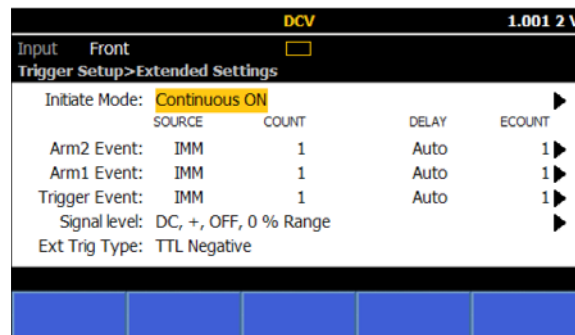 DCV 1.001 2 V
Input Front
Trigger Setup>Extended Settings
Initiate Mode: Continuous ON
SOURCE COUNT DELAY ECOUNT
Arm2 Event: IMM 1 Auto 1
Arm1 Event: IMM 1 Auto 1
Trigger Event: IMM 1 Auto 1
Signal level: DC, +, OFF, 0 % Range
Ext Trig Type: TTL Negative